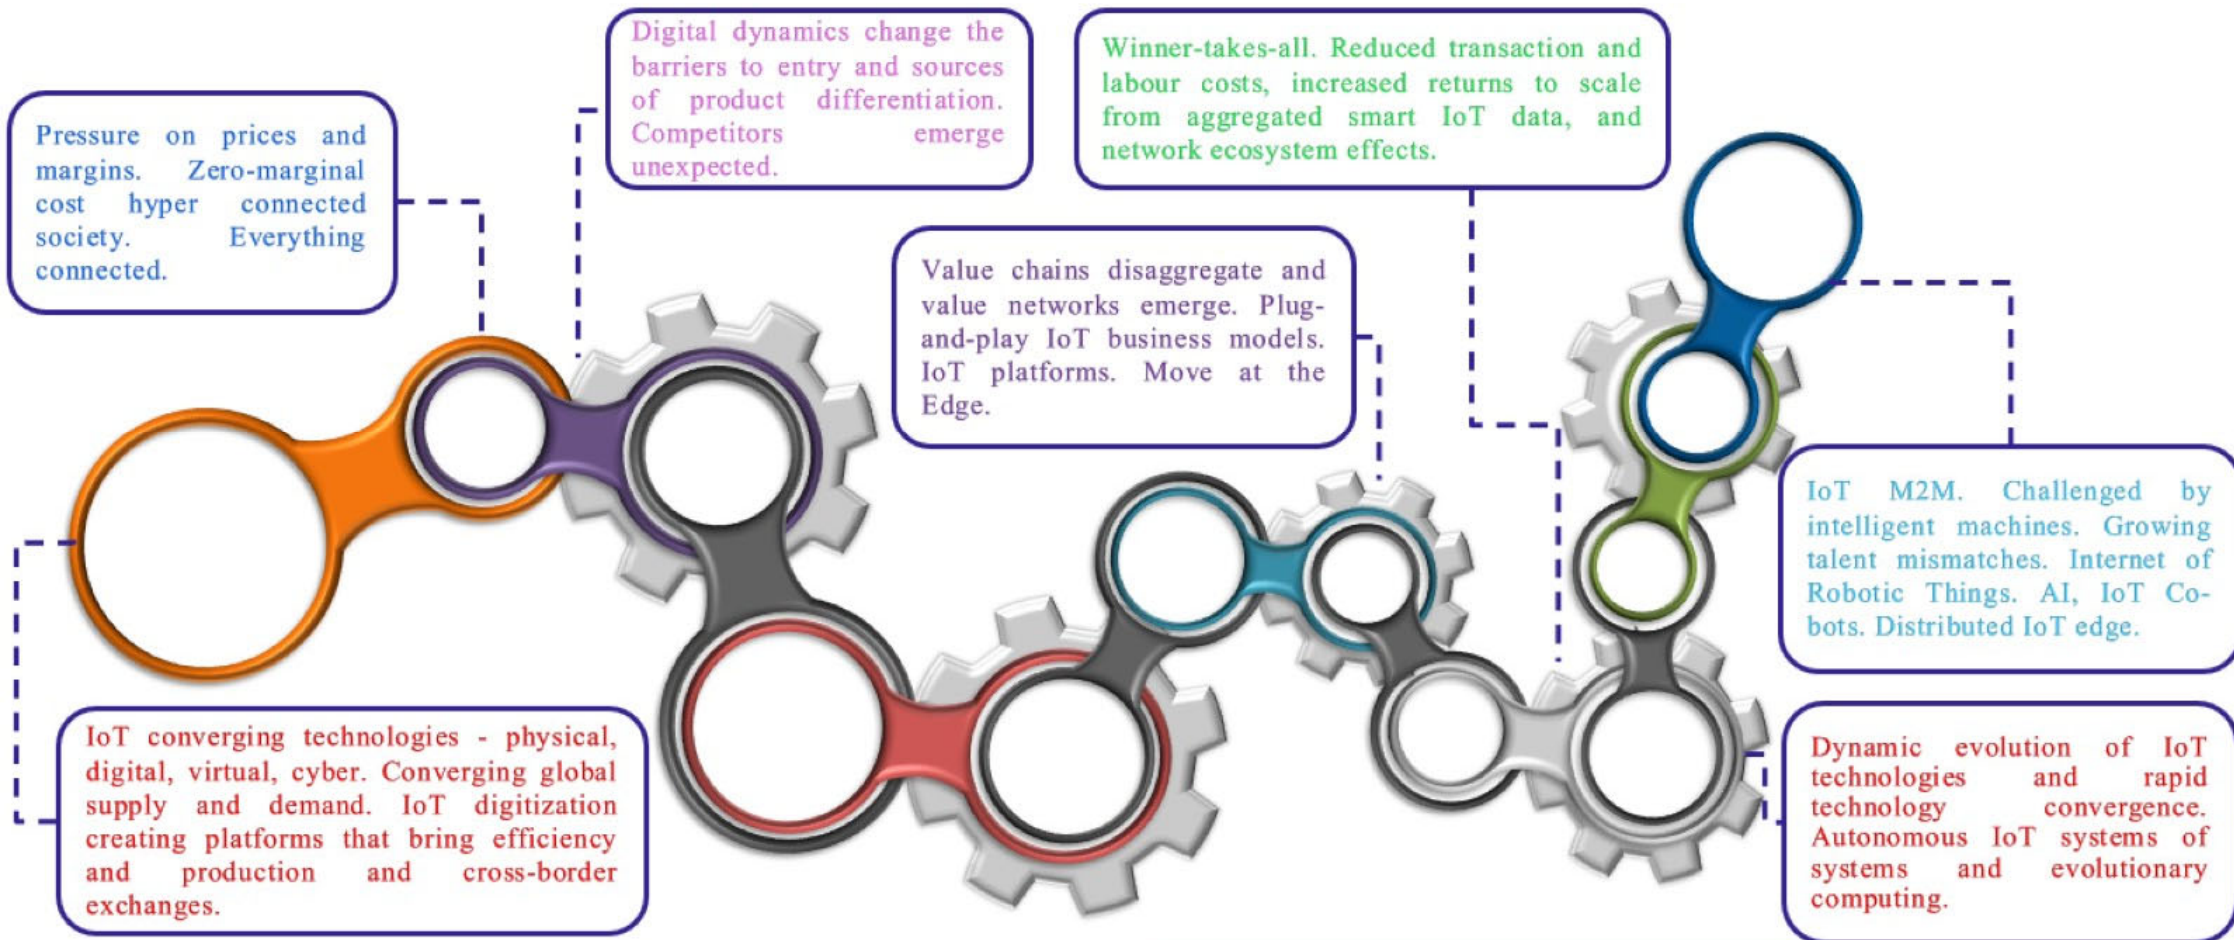 Digital dynamics change the
barriers to entry and sources
of product differentiation.
Competitors emerge
unexpected.
Winner-takes-all. Reduced transaction and
labour costs, increased returns to scale
from aggregated smart IoT data, and
network ecosystem effects.
Pressure on prices and
margins. Zero-marginal
cost hyper connected
society. Everything
connected.
Value chains disaggregate and
value networks emerge. Plug-
and-play IoT business models.
IoT platforms. Move at the
Edge.
IoT M2M. Challenged by
intelligent machines. Growing
talent mismatches. Internet of
Robotic Things. AI, IoT Co-
bots. Distributed IoT edge.
IoT converging technologies - physical,
digital, virtual, cyber. Converging global
supply and demand. IoT digitization
creating platforms that bring efficiency
and production and cross-border
exchanges.
Dynamic evolution of IoT
technologies and rapid
technology convergence.
Autonomous IoT systems of
systems and evolutionary
computing.